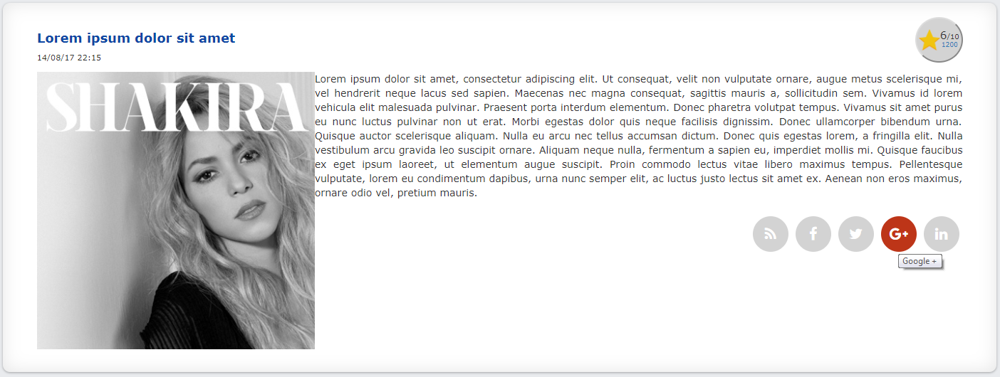 Lorem ipsum dolor sit amet
6/10
1200
14/08/17 22:15
SHAKIRA
Lorem ipsum dolor sit amet, consectetur adipiscing elit. Ut consequat, velit non vulputate ornare, augue metus scelerisque mi,
vel hendrerit neque lacus sed sapien. Maecenas nec magna consequat, sagittis mauris a, sollicitudin sem. Vivamus id lorem
vehicula elit malesuada pulvinar. Praesent porta interdum elementum. Donec pharetra volutpat tempus. Vivamus sit amet purus
eu nunc luctus pulvinar non ut erat. Morbi egestas dolor quis neque facilisis dignissim. Donec ullamcorper bibendum urna.
Quisque auctor scelerisque aliquam. Nulla eu arcu nec tellus accumsan dictum. Donec quis egestas lorem, a fringilla elit. Nulla
vestibulum arcu gravida leo suscipit ornare. Aliquam neque nulla, fermentum a sapien eu, imperdiet mollis mi. Quisque faucibus
ex eget ipsum laoreet, ut elementum augue suscipit. Proin commodo lectus vitae libero maximus tempus. Pellentesque
vulputate, lorem eu condimentum dapibus, urna nunc semper elit, ac luctus justo lectus sit amet ex. Aenean non eros maximus,
ornare odio vel, pretium mauris.
f G+ in
Google +